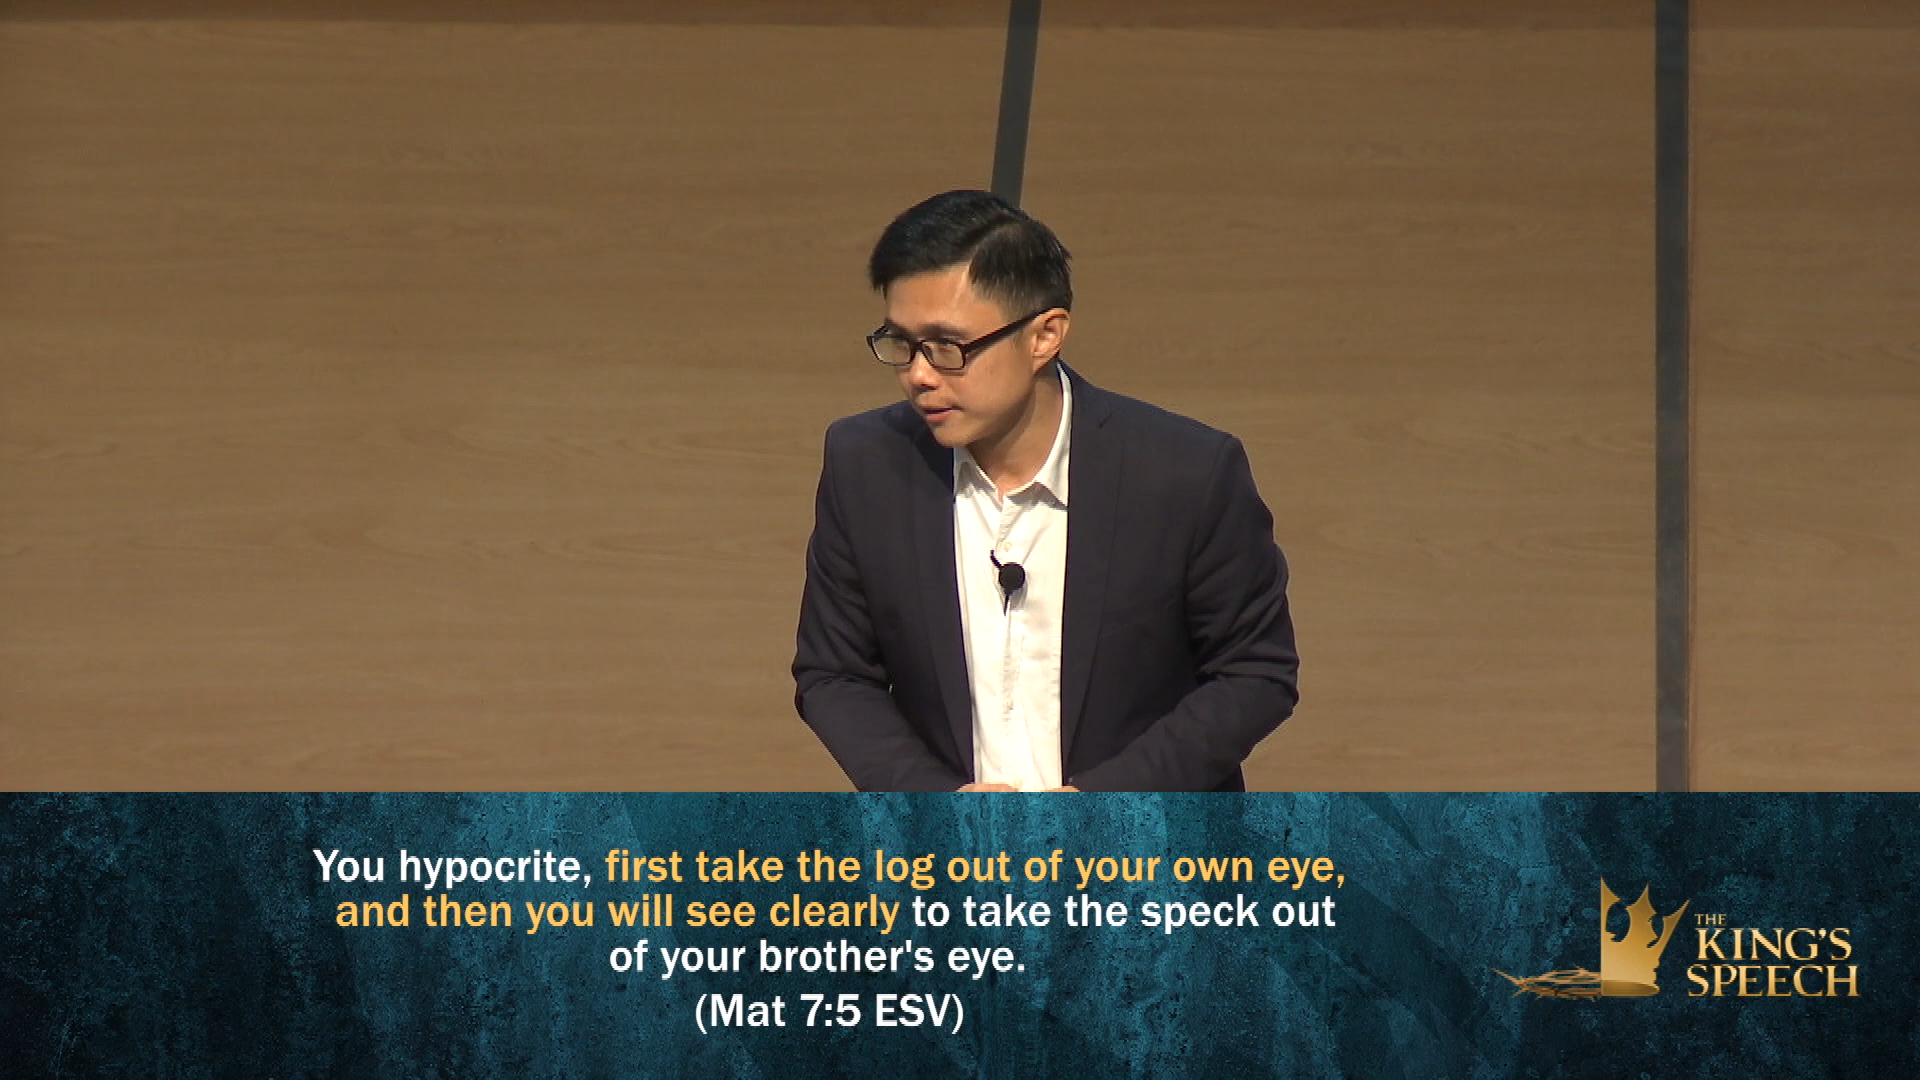 You hypocrite, first take the log out of your own eye,
and then you will see clearly to take the speck out
of your brother's eye.
(Mat 7:5 ESV)
THE
KING'S
SPEECH